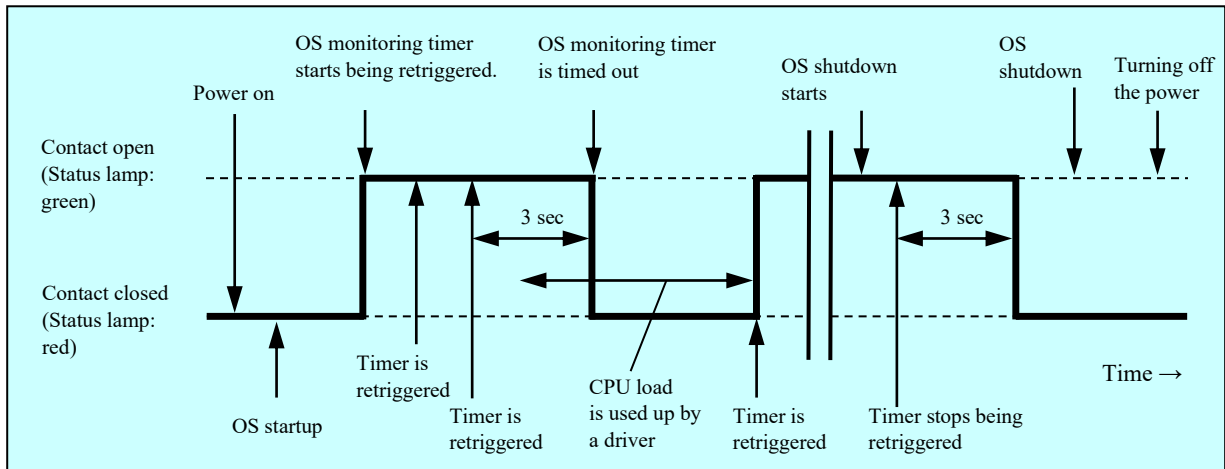 OS monitoring timer
starts being retriggered.
OS monitoring timer
is timed out
OS shutdown
starts
OS
shutdown
Turning off
the power
Power on
Contact open
(Status lamp:
green)
3 sec
3 sec
Contact closed
(Status lamp:
red)
Timer is
retriggered
OS startup
Timer is
retriggered
CPU load
is used up by
a driver
Timer is
retriggered
Timer stops being
retriggered
Time →